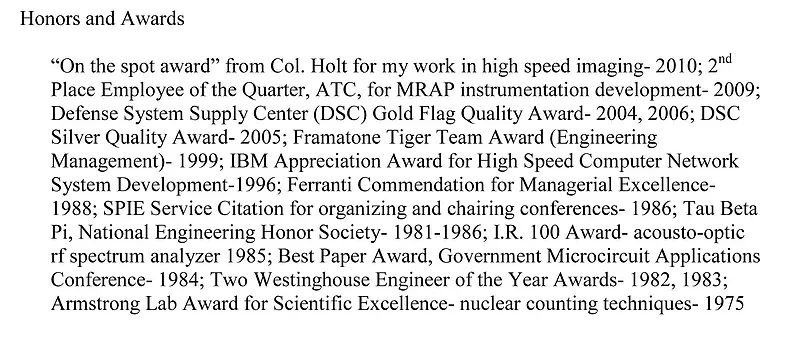 Honors and Awards
“On the spot award” from Col. Holt for my work in high speed imaging- 2010; 2nd
Place Employee of the Quarter, ATC, for MRAP instrumentation development- 2009;
Defense System Supply Center (DSC) Gold Flag Quality Award- 2004, 2006; DSC
Silver Quality Award- 2005; Framatone Tiger Team Award (Engineering
Management)- 1999; IBM Appreciation Award for High Speed Computer Network
System Development-1996; Ferranti Commendation for Managerial Excellence-
1988; SPIE Service Citation for organizing and chairing conferences- 1986; Tau Beta
Pi, National Engineering Honor Society- 1981-1986; I.R. 100 Award- acousto-optic
rf spectrum analyzer 1985; Best Paper Award, Government Microcircuit Applications
Conference- 1984; Two Westinghouse Engineer of the Year Awards- 1982, 1983;
Armstrong Lab Award for Scientific Excellence- nuclear counting techniques- 1975